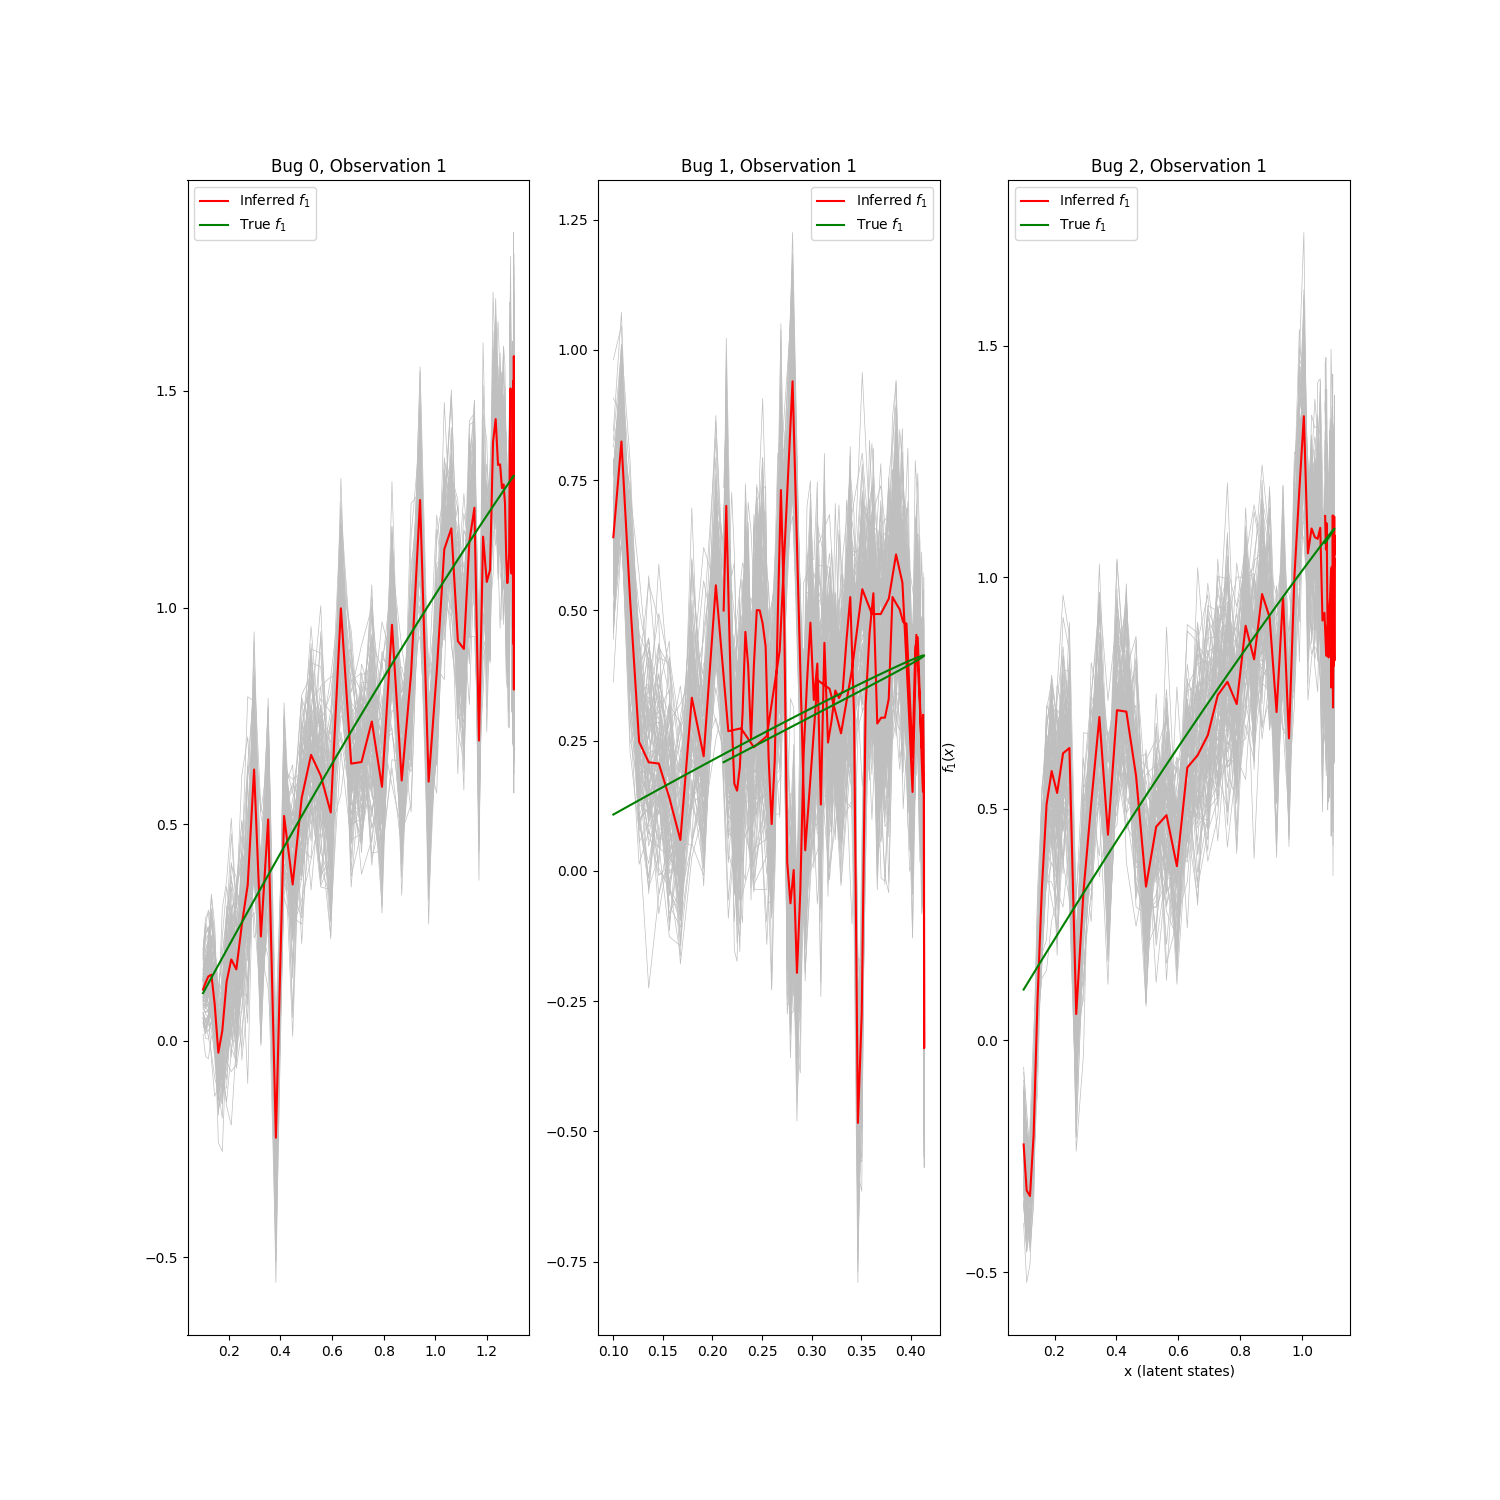 Bug 0, Observation 1
Inferred f₁
True f₁
1.5
1.0
0.5
0.0
−0.5
0.2 0.4 0.6 0.8 1.0 1.2
Bug 1, Observation 1
Inferred f₁
True f₁
1.25
1.00
0.75
0.50
0.25
0.00
−0.25
−0.50
−0.75
0.10 0.15 0.20 0.25 0.30 0.35 0.40
Bug 2, Observation 1
Inferred f₁
True f₁
f₁(x)
1.5
1.0
0.5
0.0
−0.5
0.2 0.4 0.6 0.8 1.0
x (latent states)